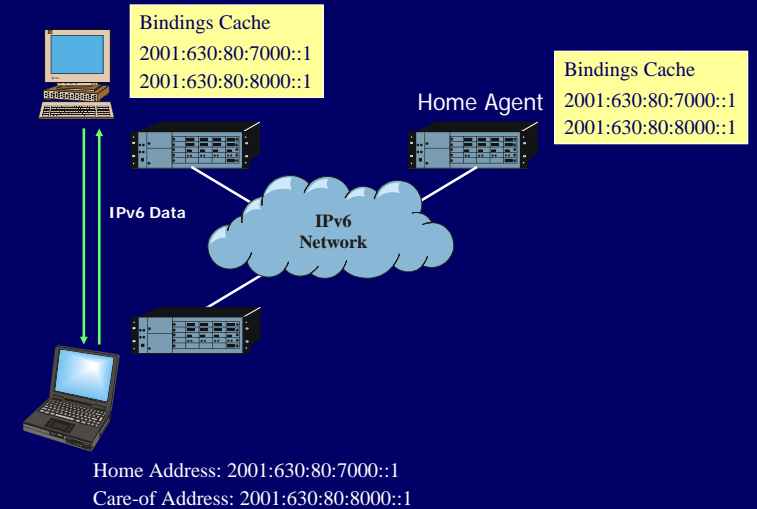 Bindings Cache
2001:630:80:7000::1
2001:630:80:8000::1
Bindings Cache
2001:630:80:7000::1
2001:630:80:8000::1
Home Agent
IPv6 Data
IPv6
Network
Home Address: 2001:630:80:7000::1
Care-of Address: 2001:630:80:8000::1